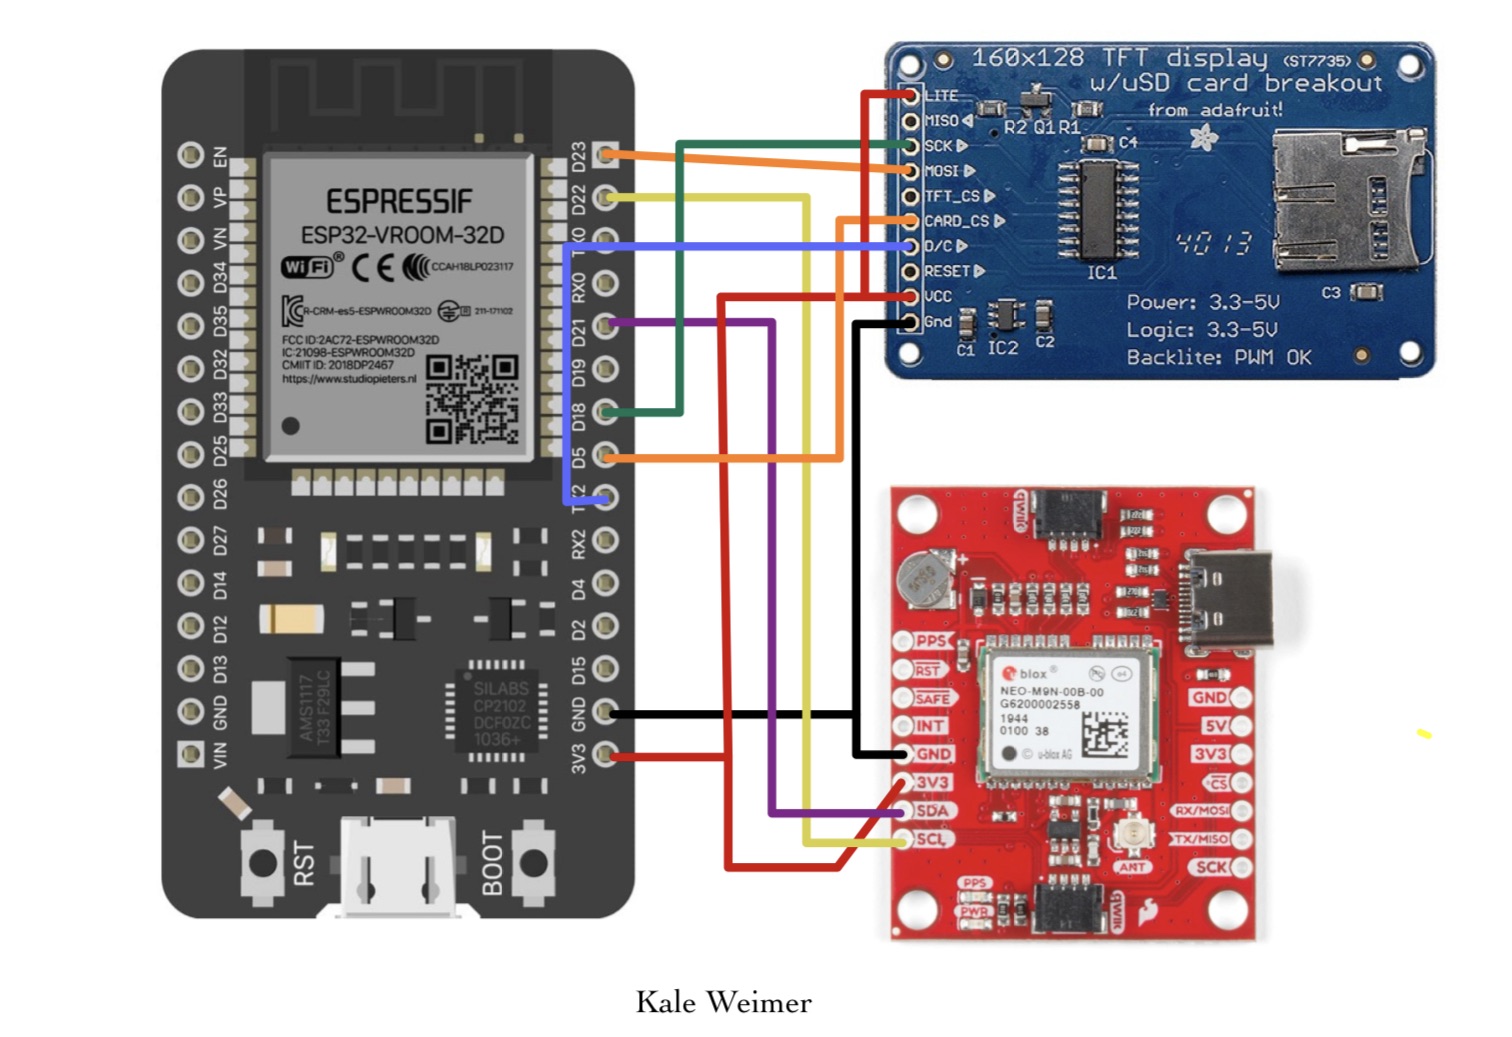 EN
VP
VN
D34
D35
D32
D33
D25
D26
D27
D14
D12
D13
GND
VIN
ESPRESSIF
ESP32-VROOM-32D
WiFi ® CE CCAH18LP023117
R-CRM-es5-ESPWROOM32D R 211-171102
FCC ID:2AC72-ESPWROOM32D
IC:21098-ESPWROOM32D
CMIIT ID: 2018DP2467
https://www.studiopieters.nl
D23
D22
RX0
D21
D19
D18
D5
RX2
D4
D2
D15
GND
3V3
AMS1117
T33 F29LC
SILABS
CP2102
DCF0ZC
1036+
RST
BOOT
160x128 TFT display (ST7735)
w/uSD card breakout
from adafruit!
LITE
MISO
SCK
MOSI
TFT_CS
CARD_CS
D/C
RESET
VCC
Gnd
R2 Q1 R1
C4
IC1
4013
C3
C1 IC2 C2
Power: 3.3-5V
Logic: 3.3-5V
Backlite: PWM OK
qwiic
PPS
RST
SAFE
INT
GND
3V3
SDA
SCL
ublox®
NEO-M9N-00B-00
G6200002558
1944
0100 38
© u-blox AG
GND
5V
3V3
CS
RX/MOSI
TX/MISO
SCK
ANT
PPS
PWR
qwiic
Kale Weimer